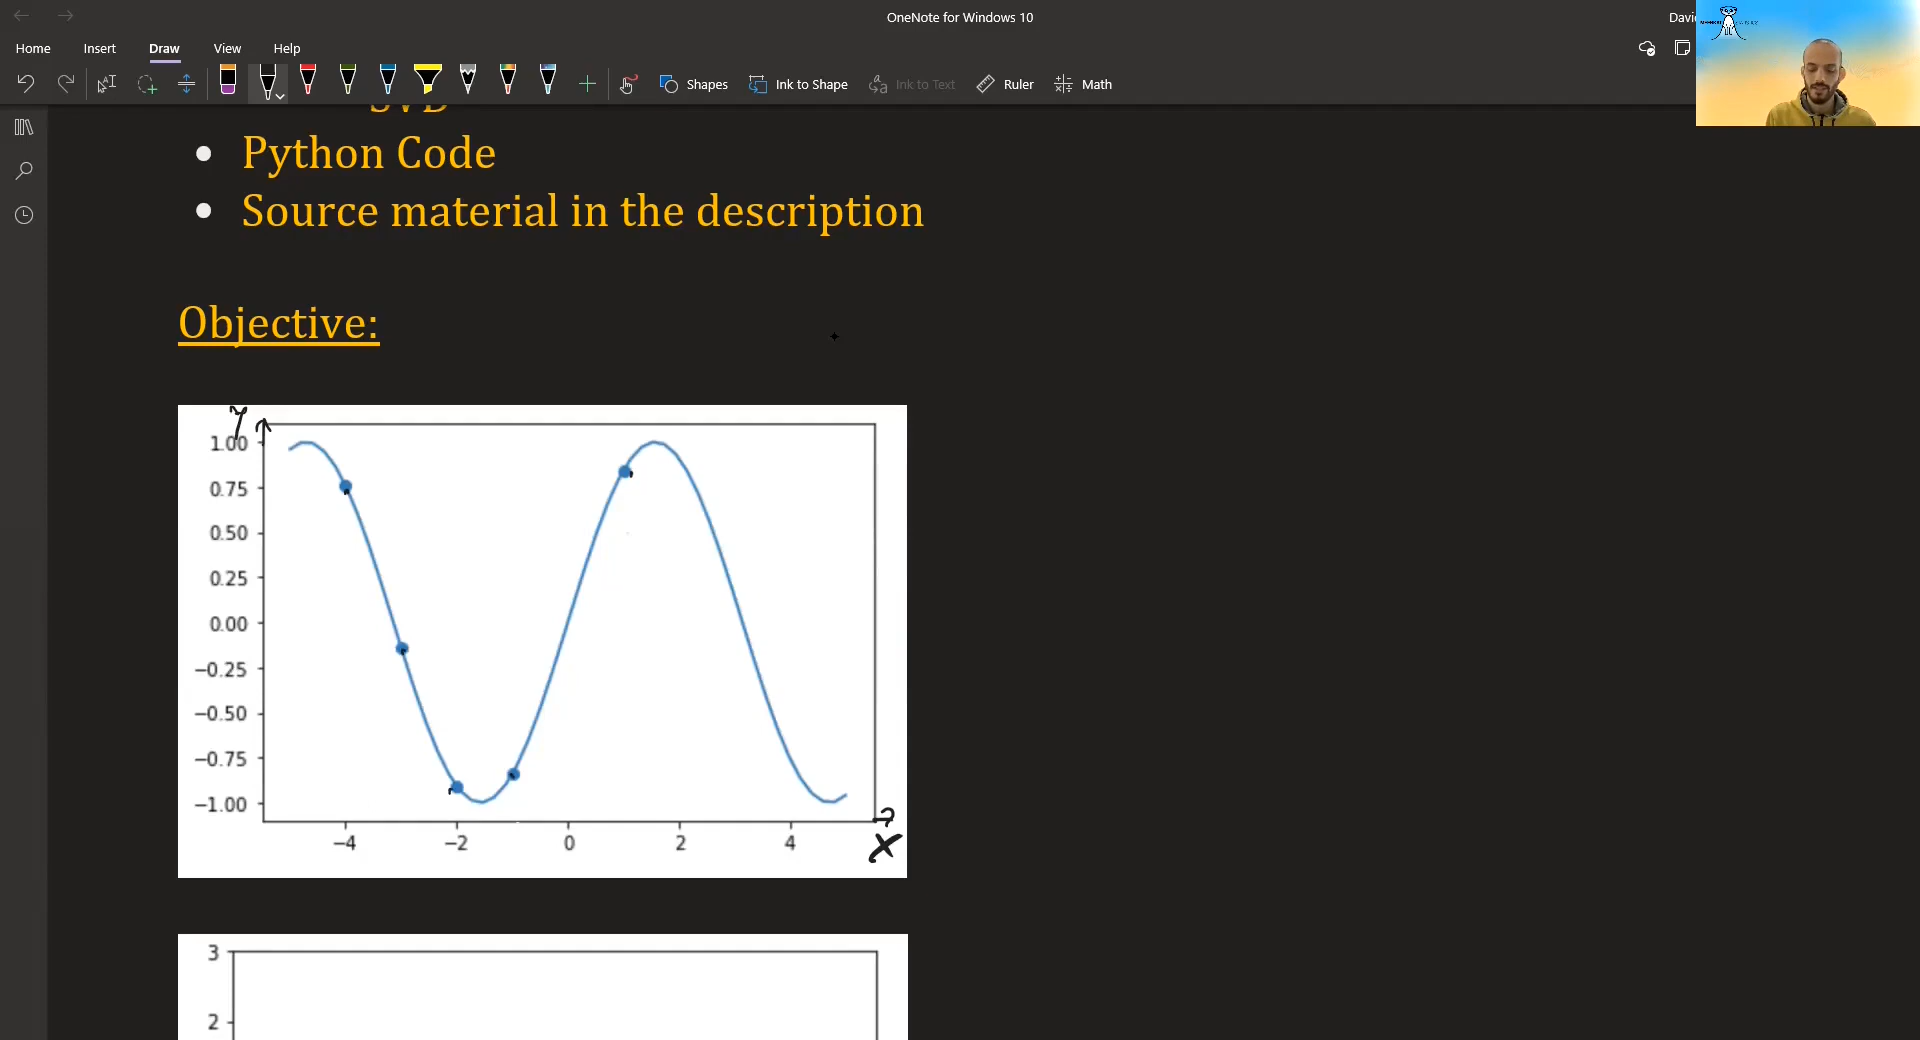 OneNote for Windows 10
Home Insert Draw View Help
Shapes Ink to Shape Ink to Text Ruler Math
SVD
Python Code
Source material in the description
Objective:
y
1.00
0.75
0.50
0.25
0.00
−0.25
−0.50
−0.75
−1.00
−4 −2 0 2 4
x
3
2